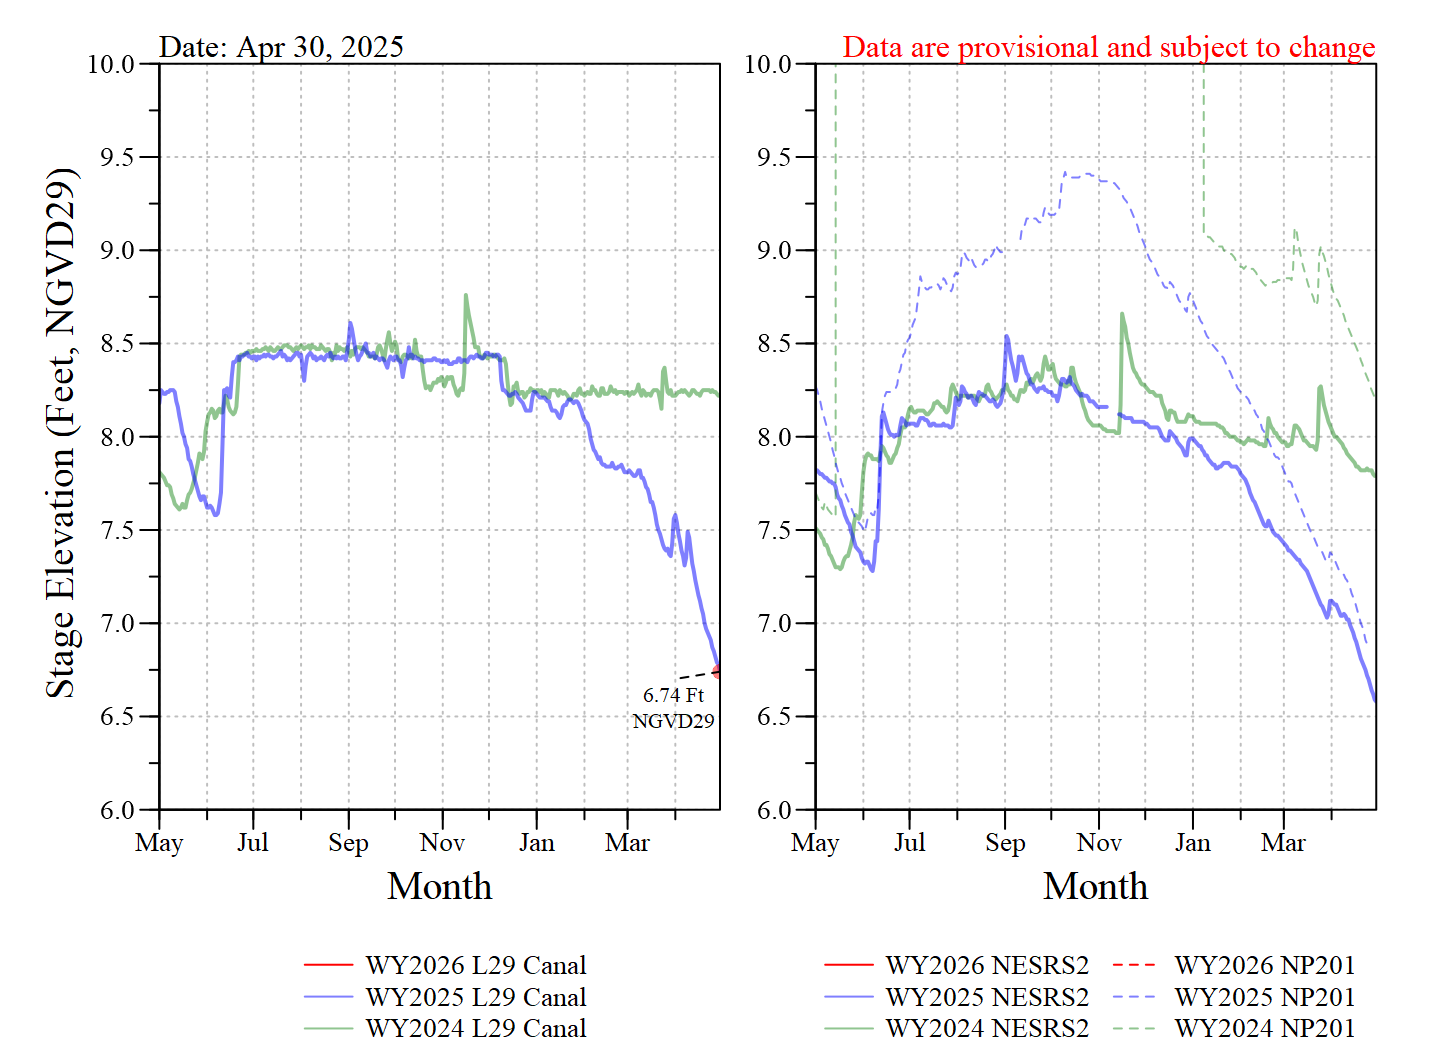 Date: Apr 30, 2025
Data are provisional and subject to change
Stage Elevation (Feet, NGVD29)
10.0
9.5
9.0
8.5
8.0
7.5
7.0
6.5
6.0
6.74 Ft
NGVD29
May Jul Sep Nov Jan Mar
Month
10.0
9.5
9.0
8.5
8.0
7.5
7.0
6.5
6.0
May Jul Sep Nov Jan Mar
Month
WY2026 L29 Canal
WY2025 L29 Canal
WY2024 L29 Canal
WY2026 NESRS2 WY2026 NP201
WY2025 NESRS2 WY2025 NP201
WY2024 NESRS2 WY2024 NP201